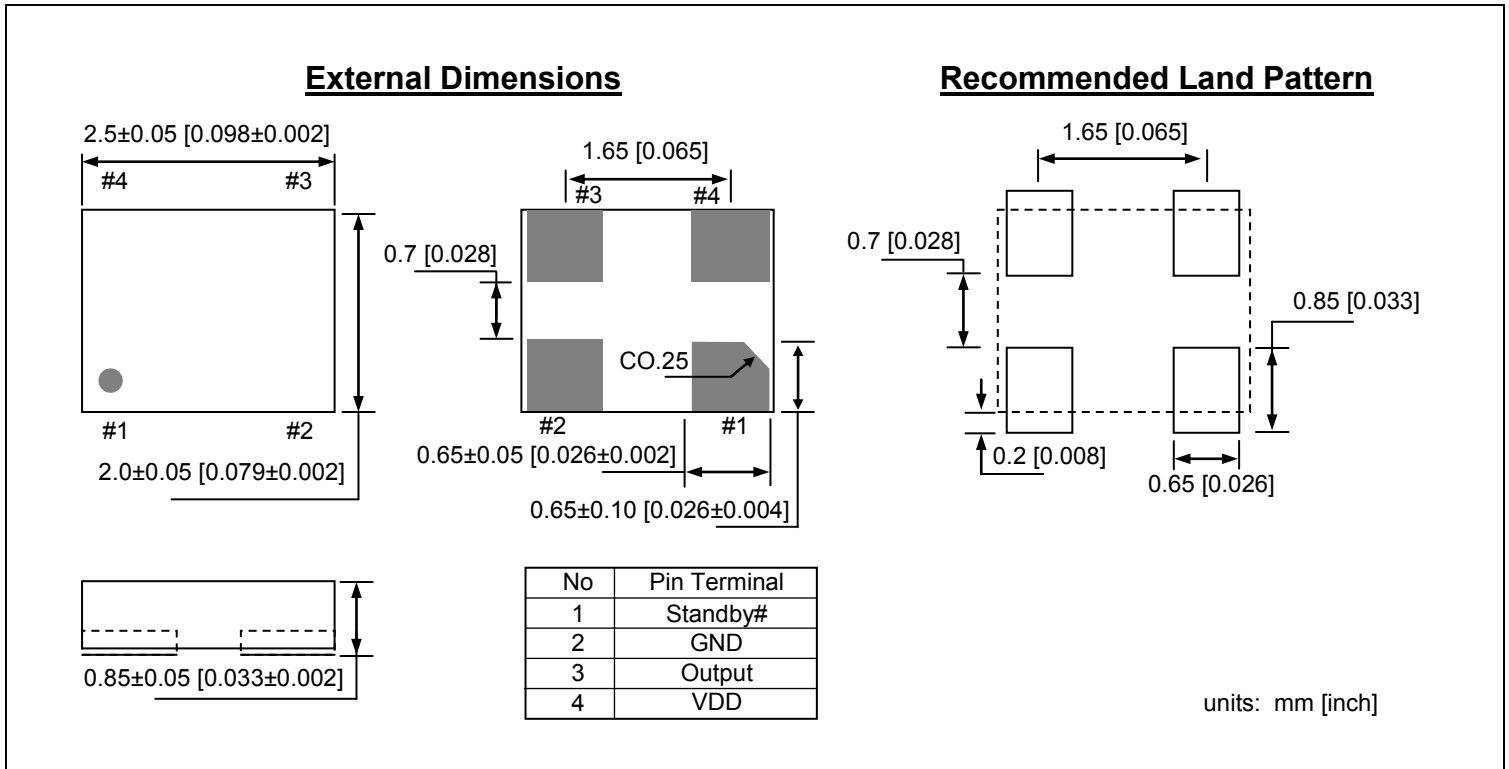 External Dimensions
2.5±0.05 [0.098±0.002]
#4
#3
#1
#2
2.0±0.05 [0.079±0.002]
1.65 [0.065]
#3
#4
0.7 [0.028]
CO.25
#2
#1
0.65±0.05 [0.026±0.002]
0.65±0.10 [0.026±0.004]
0.85±0.05 [0.033±0.002]
No Pin Terminal
1 Standby#
2 GND
3 Output
4 VDD
Recommended Land Pattern
1.65 [0.065]
0.7 [0.028]
0.85 [0.033]
0.2 [0.008]
0.65 [0.026]
units: mm [inch]